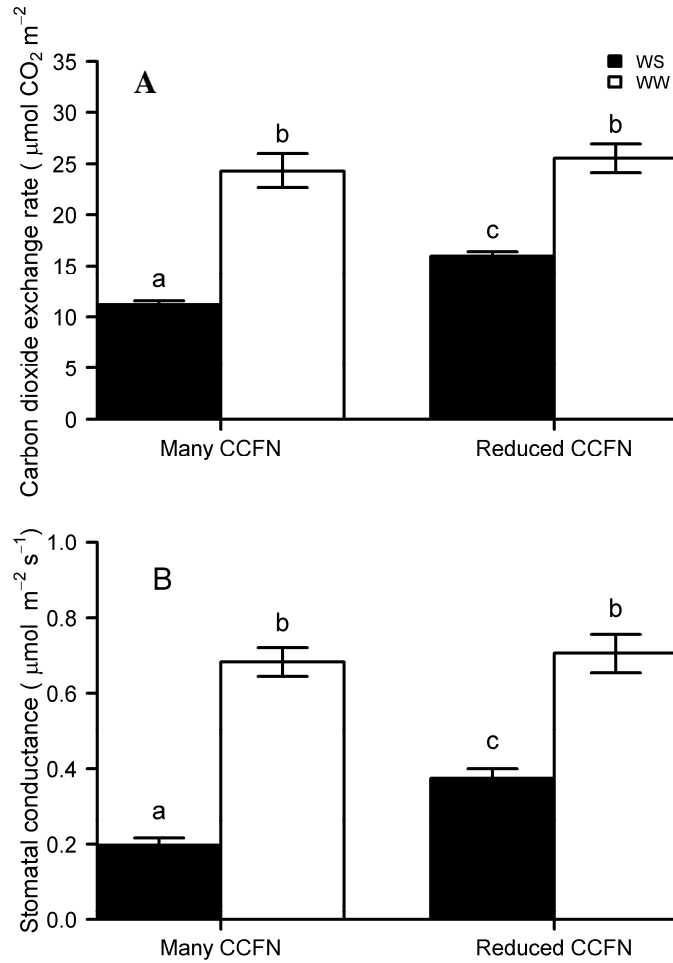 Carbon dioxide exchange rate ( μmol CO₂ m⁻²
35
30
25
20
15
10
5
0
A
WS
WW
a
b
c
b
Many CCFN
Reduced CCFN
Stomatal conductance ( μmol m⁻² s⁻¹)
1.0
0.8
0.6
0.4
0.2
0.0
B
a
b
c
b
Many CCFN
Reduced CCFN